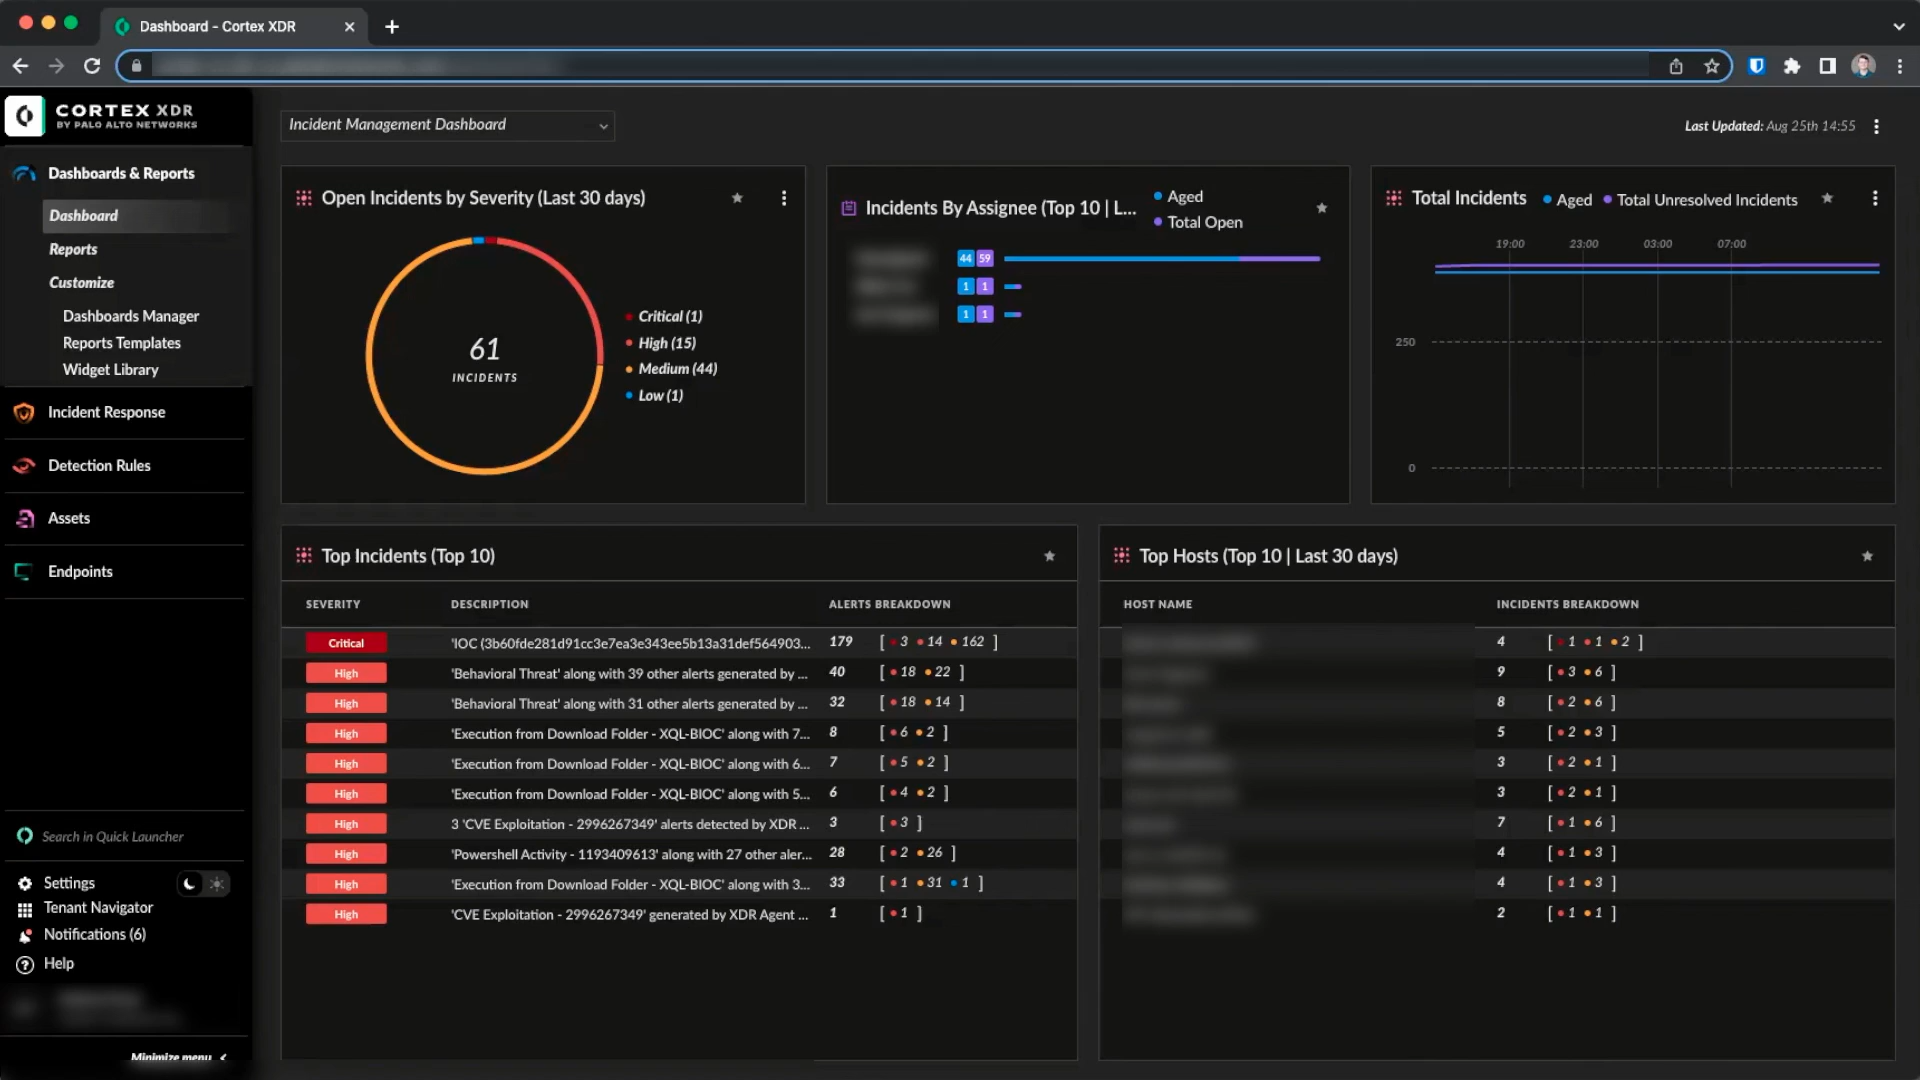 Dashboard - Cortex XDR
CORTEX XDR
BY PALO ALTO NETWORKS
Dashboards & Reports
Dashboard
Reports
Customize
Dashboards Manager
Reports Templates
Widget Library
Incident Response
Detection Rules
Assets
Endpoints
Search in Quick Launcher
Settings
Tenant Navigator
Notifications (6)
Help
Minimize menu
Incident Management Dashboard
Last Updated: Aug 25th 14:55
Open Incidents by Severity (Last 30 days)
61
INCIDENTS
Critical (1)
High (15)
Medium (44)
Low (1)
Incidents By Assignee (Top 10 | L...
Aged
Total Open
44 59
1 1
1 1
Total Incidents
Aged
Total Unresolved Incidents
19:00 23:00 03:00 07:00
250
0
Top Incidents (Top 10)
SEVERITY DESCRIPTION ALERTS BREAKDOWN
Critical 'IOC (3b60fde281d91cc3e7ea3e343ee5b13a31def564903... 179 [ 3 14 162 ]
High 'Behavioral Threat' along with 39 other alerts generated by ... 40 [ 18 22 ]
High 'Behavioral Threat' along with 31 other alerts generated by ... 32 [ 18 14 ]
High 'Execution from Download Folder - XQL-BIOC' along with 7... 8 [ 6 2 ]
High 'Execution from Download Folder - XQL-BIOC' along with 6... 7 [ 5 2 ]
High 'Execution from Download Folder - XQL-BIOC' along with 5... 6 [ 4 2 ]
High 3 'CVE Exploitation - 2996267349' alerts detected by XDR ... 3 [ 3 ]
High 'Powershell Activity - 1193409613' along with 27 other aler... 28 [ 2 26 ]
High 'Execution from Download Folder - XQL-BIOC' along with 3... 33 [ 1 31 1 ]
High 'CVE Exploitation - 2996267349' generated by XDR Agent ... 1 [ 1 ]
Top Hosts (Top 10 | Last 30 days)
HOST NAME INCIDENTS BREAKDOWN
4 [ 1 1 2 ]
9 [ 3 6 ]
8 [ 2 6 ]
5 [ 2 3 ]
3 [ 2 1 ]
3 [ 2 1 ]
7 [ 1 6 ]
4 [ 1 3 ]
4 [ 1 3 ]
2 [ 1 1 ]